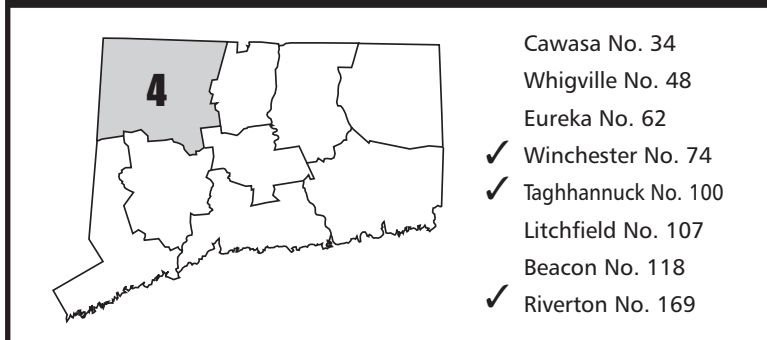 4
Cawasa No. 34
Whigville No. 48
Eureka No. 62
✓ Winchester No. 74
✓ Taghhannuck No. 100
Litchfield No. 107
Beacon No. 118
✓ Riverton No. 169